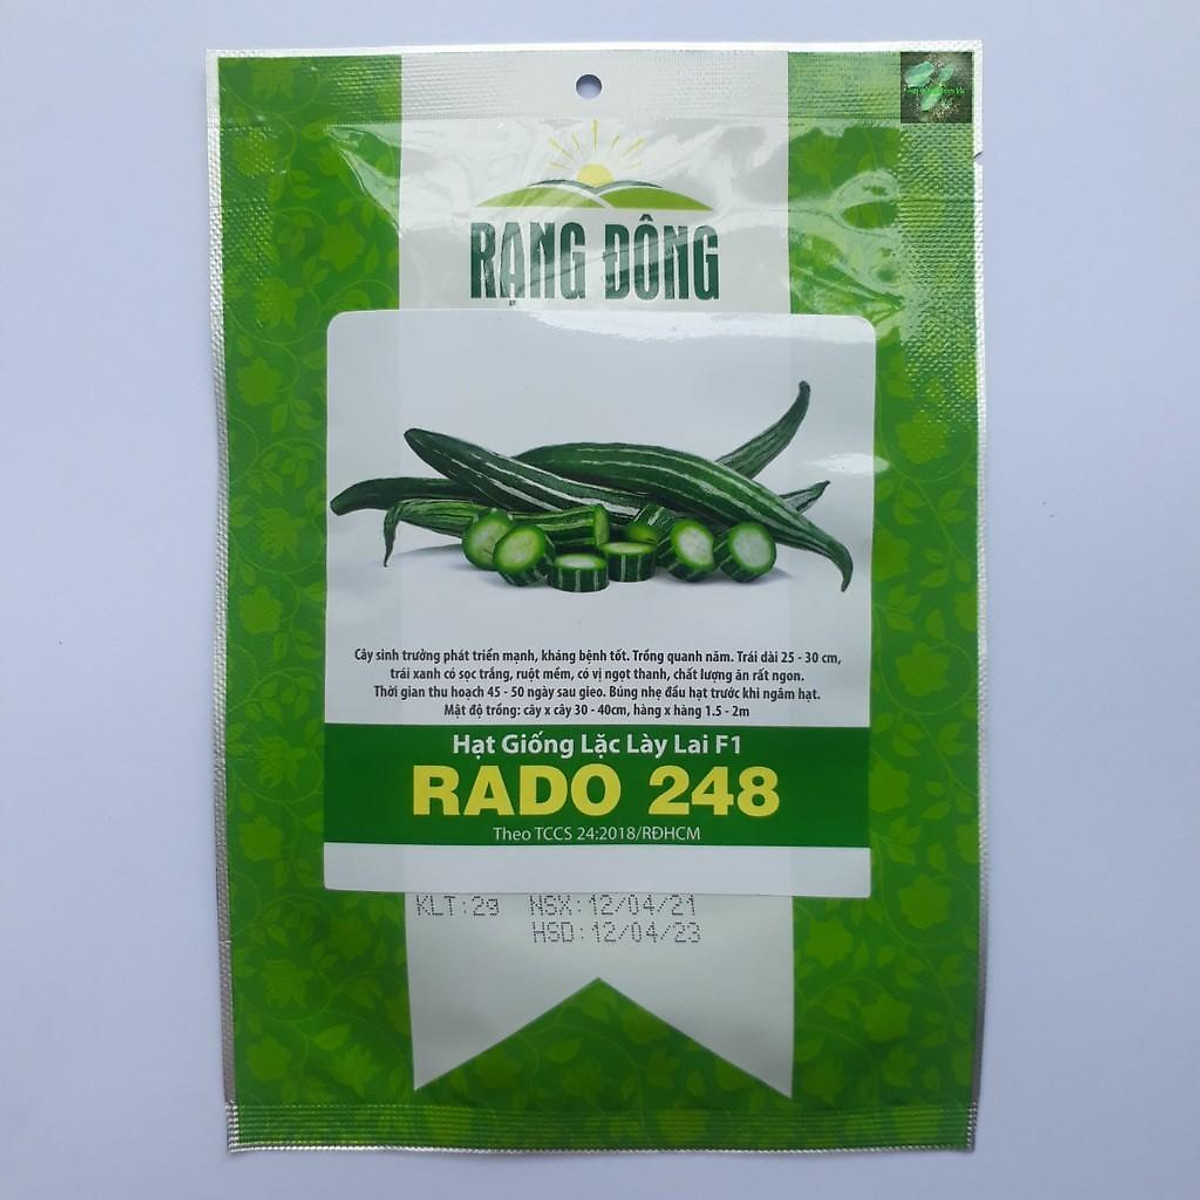 RẠNG ĐÔNG
Cây sinh trưởng phát triển mạnh, kháng bệnh tốt. Trồng quanh năm. Trái dài 25 - 30 cm,
trái xanh có sọc trắng, ruột mềm, có vị ngọt thanh, chất lượng ăn rất ngon.
Thời gian thu hoạch 45 - 50 ngày sau gieo. Búng nhẹ đầu hạt trước khi ngâm hạt.
Mật độ trồng: cây x cây 30 - 40cm, hàng x hàng 1.5 - 2m
Hạt Giống Lặc Lày Lai F1
RADO 248
Theo TCCS 24:2018/RĐHCM
KLT:2g NSX:12/04/21
HSD:12/04/23